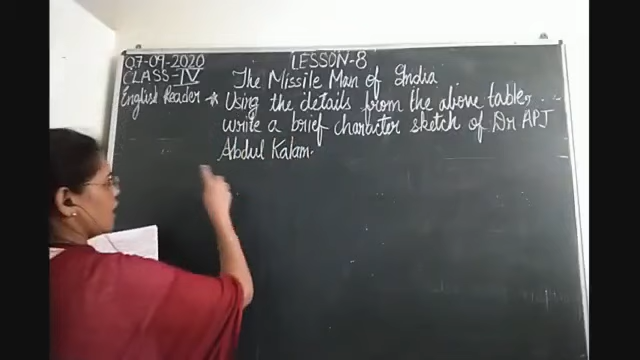 07-09-2020 LESSON-8
CLASS-IV The Missile Man of India
English Reader * Using the details from the above table,
write a brief character sketch of Dr APJ
Abdul Kalam.